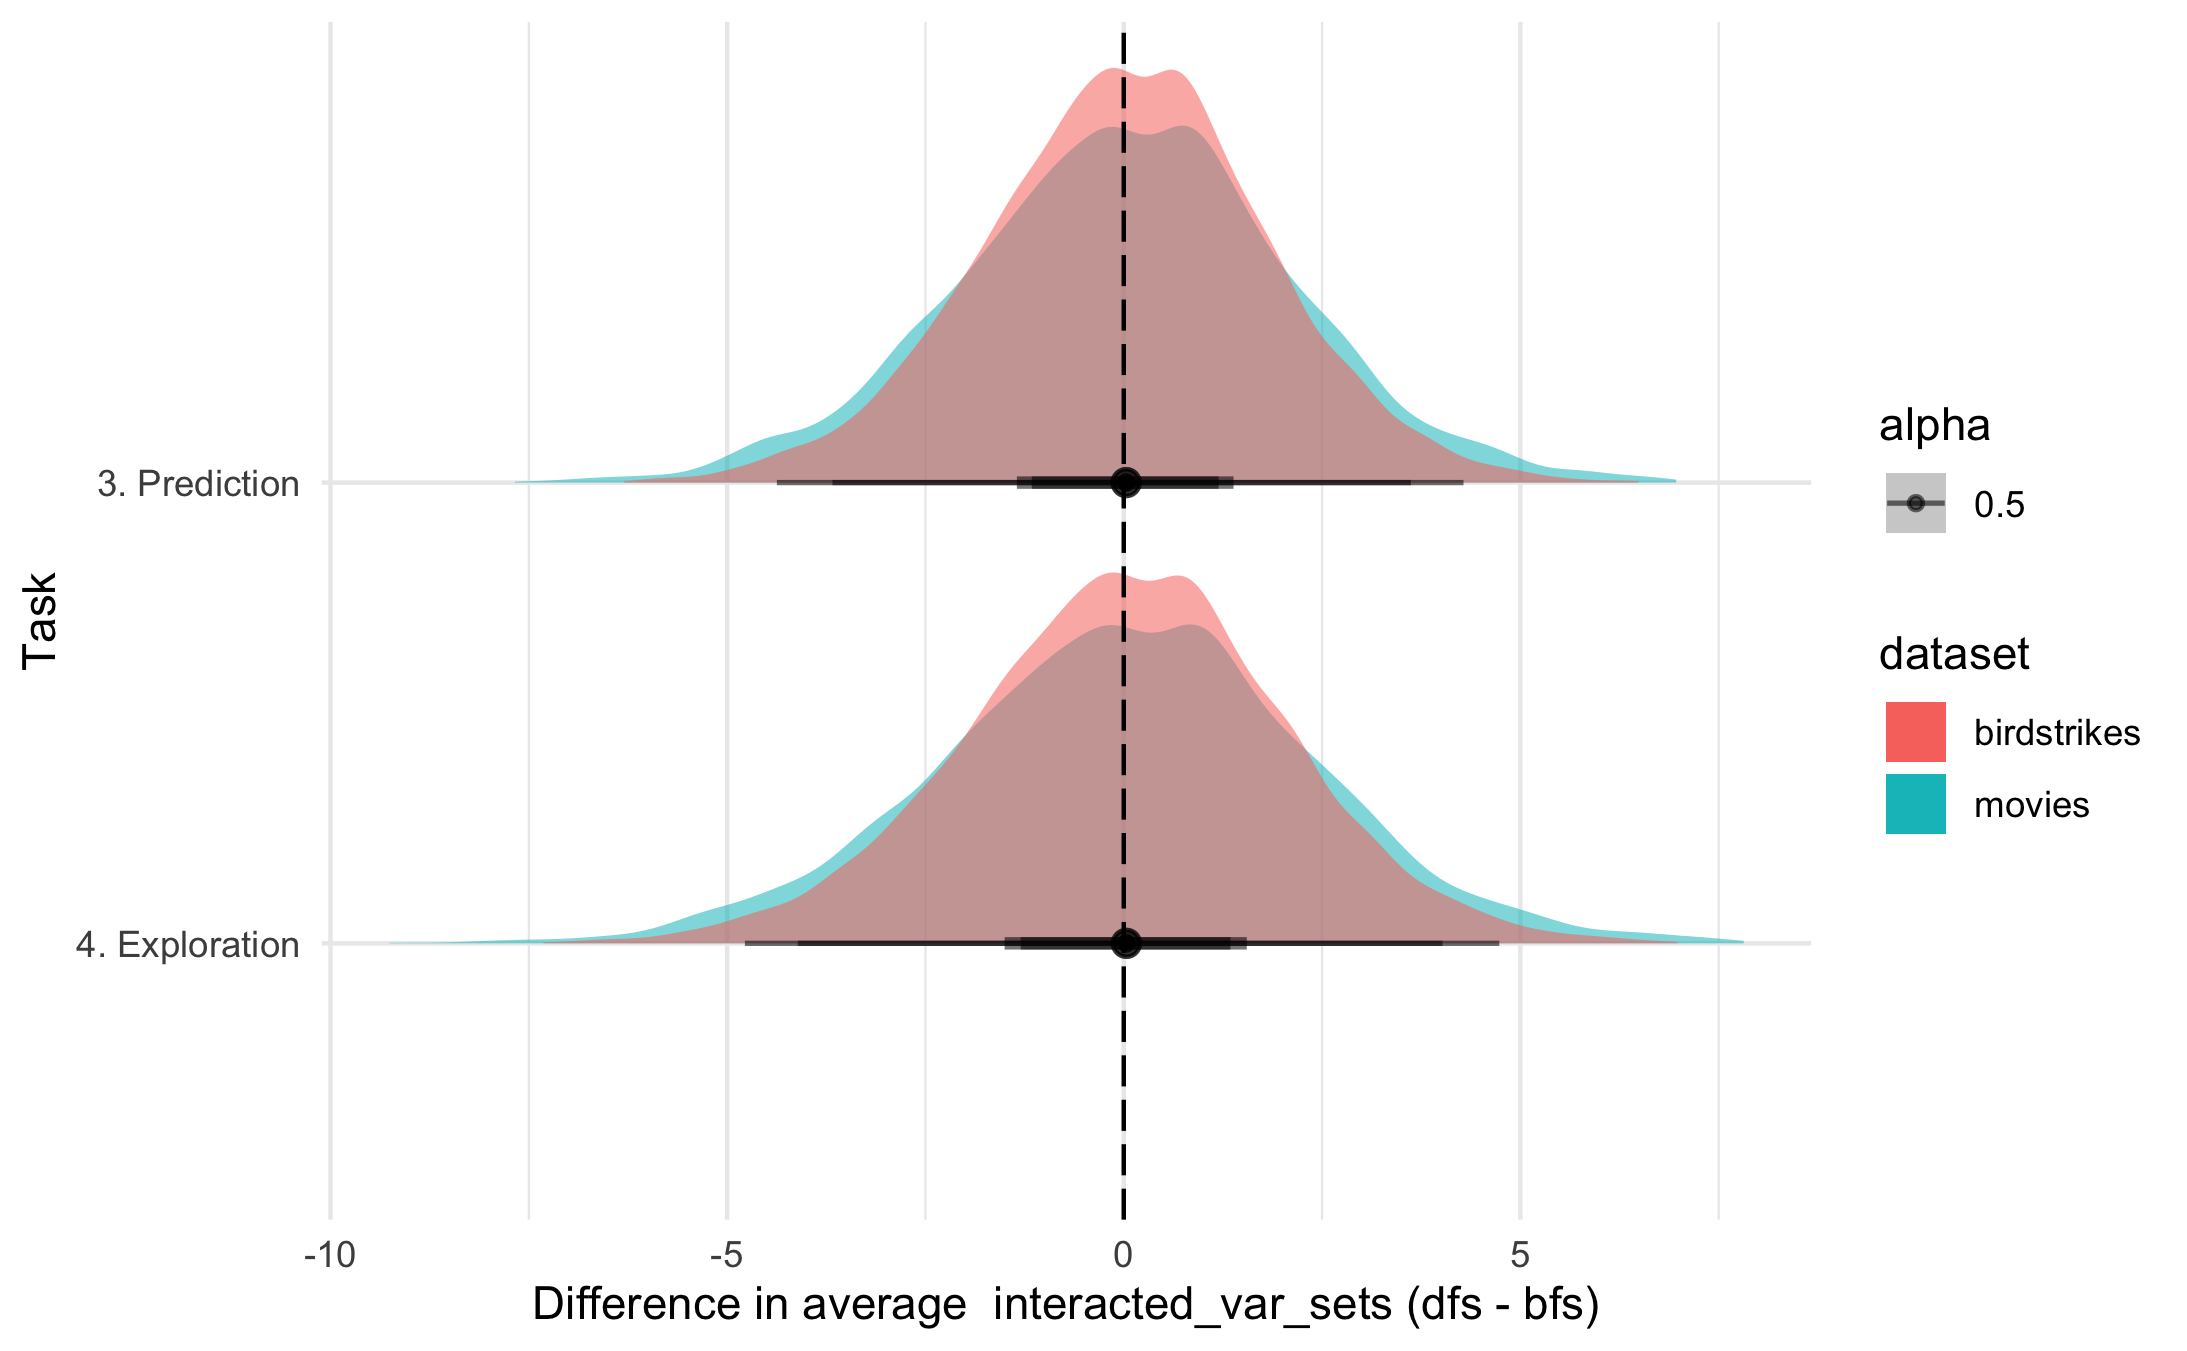 3. Prediction
4. Exploration
Task
-10
-5
0
5
Difference in average  interacted_var_sets (dfs - bfs)
alpha
0.5
dataset
birdstrikes
movies